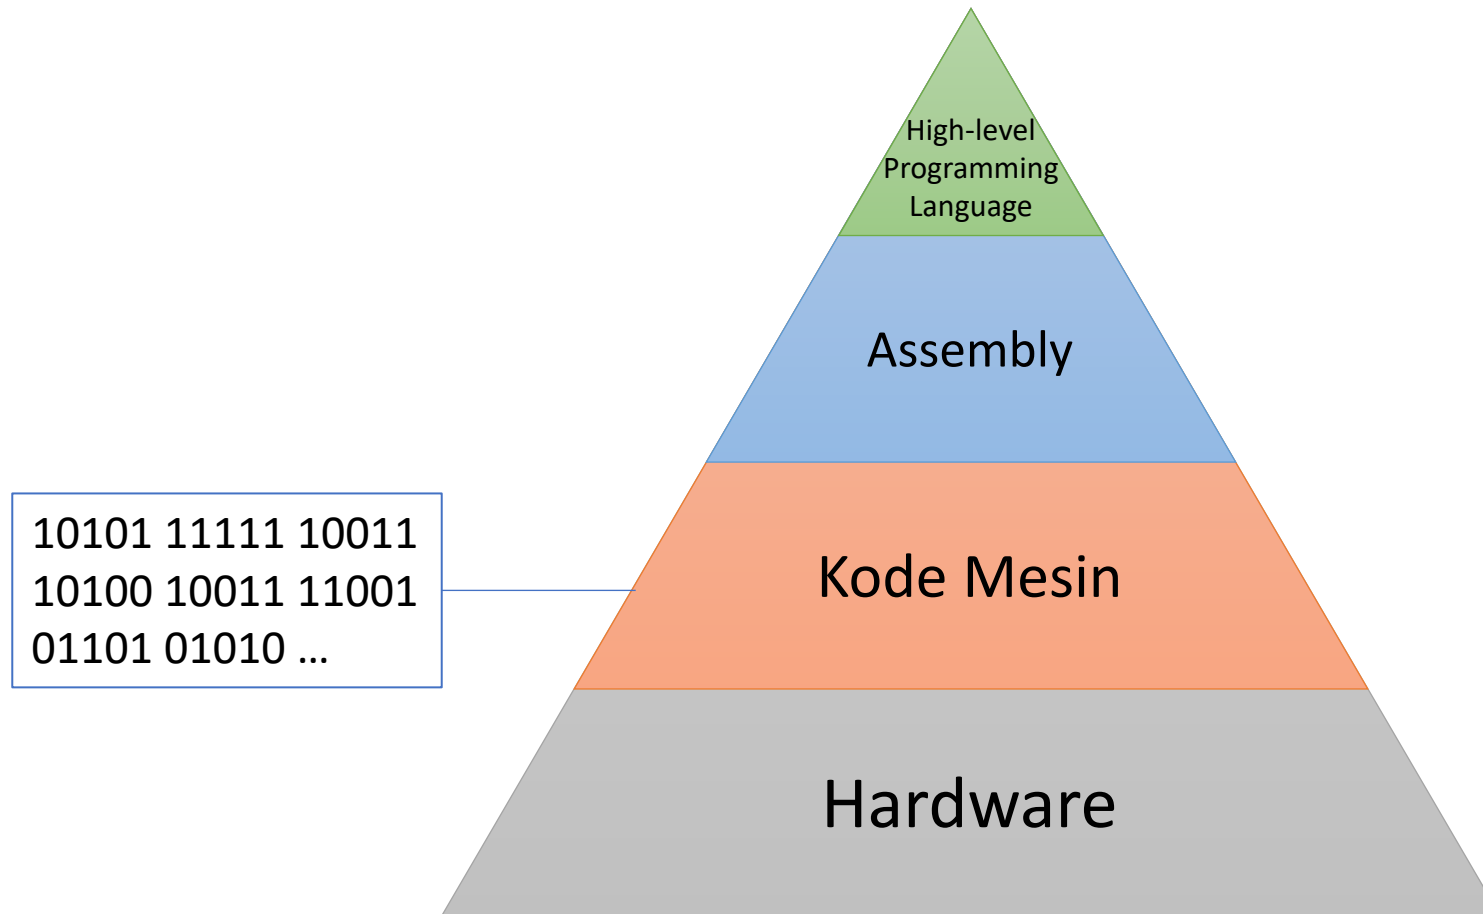 High-level
Programming
Language
Assembly
10101 11111 10011
10100 10011 11001
01101 01010 ...
Kode Mesin
Hardware